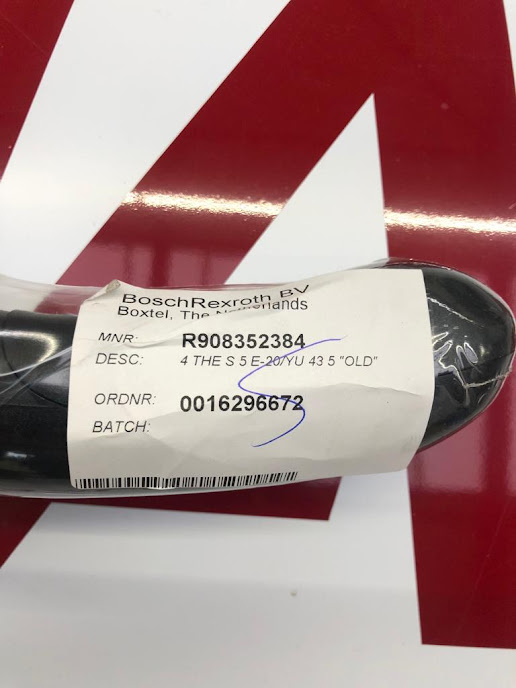 BoschRexroth BV
Boxtel, The Netherlands
MNR: R908352384
DESC: 4 THE S 5 E-20/YU 43 5 "OLD"
ORDNR: 0016296672
BATCH: